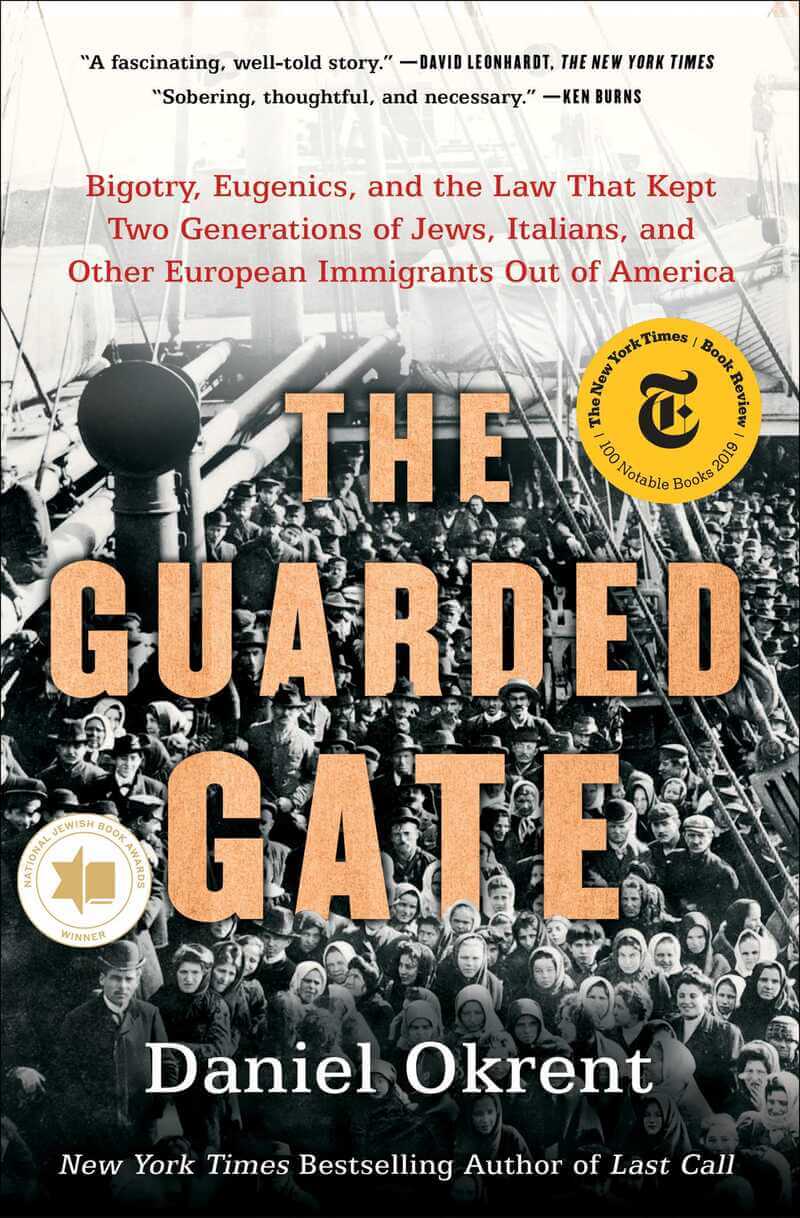 “A fascinating, well-told story.” —DAVID LEONHARDT, THE NEW YORK TIMES
“Sobering, thoughtful, and necessary.” —KEN BURNS
Bigotry, Eugenics, and the Law That Kept
Two Generations of Jews, Italians, and
Other European Immigrants Out of America
The New York Times | Book Review
T
| 100 Notable Books 2019 |
THE
GUARDED
GATE
NATIONAL JEWISH BOOK AWARDS
WINNER
Daniel Okrent
New York Times Bestselling Author of Last Call